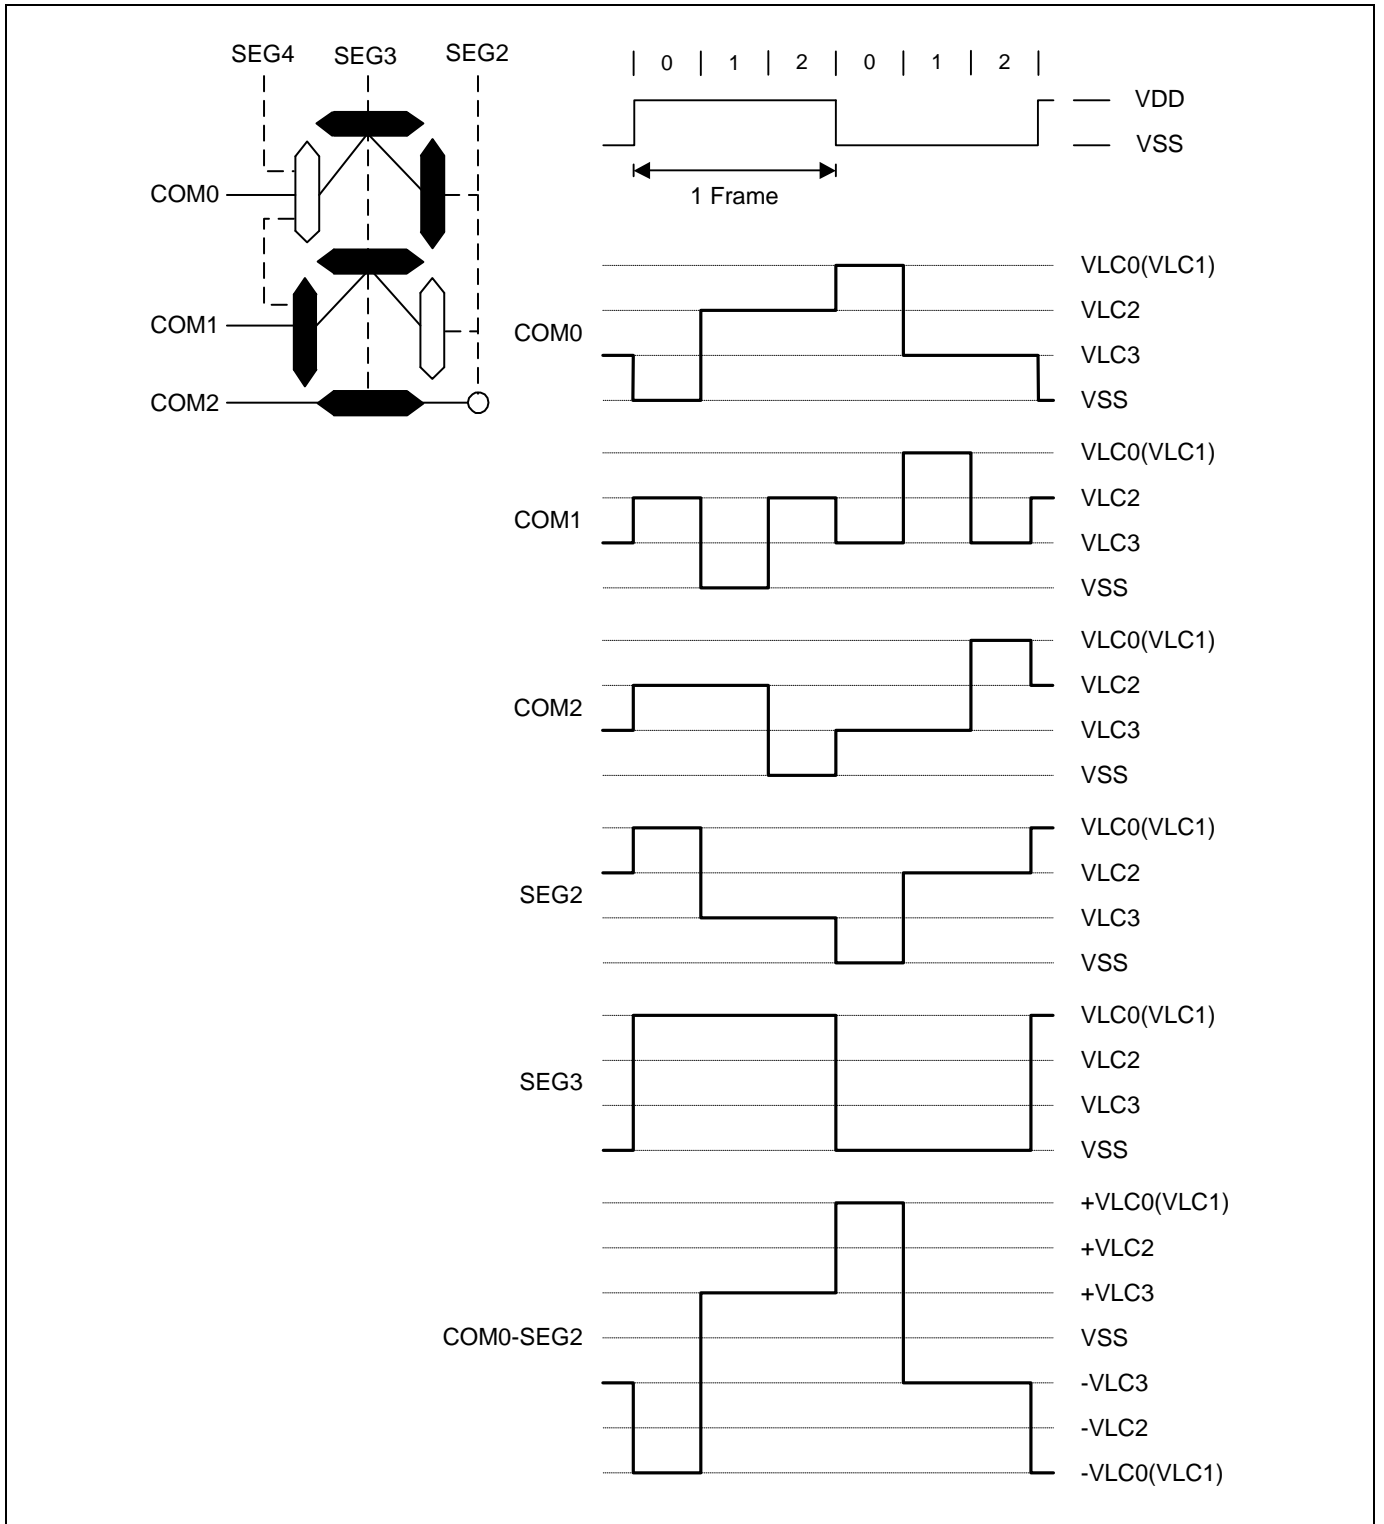 SEG4 SEG3 SEG2
COM0
COM1
COM2
0 1 2 0 1 2
VDD
VSS
1 Frame
COM0
VLC0(VLC1)
VLC2
VLC3
VSS
COM1
VLC0(VLC1)
VLC2
VLC3
VSS
COM2
VLC0(VLC1)
VLC2
VLC3
VSS
SEG2
VLC0(VLC1)
VLC2
VLC3
VSS
SEG3
VLC0(VLC1)
VLC2
VLC3
VSS
COM0-SEG2
+VLC0(VLC1)
+VLC2
+VLC3
VSS
-VLC3
-VLC2
-VLC0(VLC1)